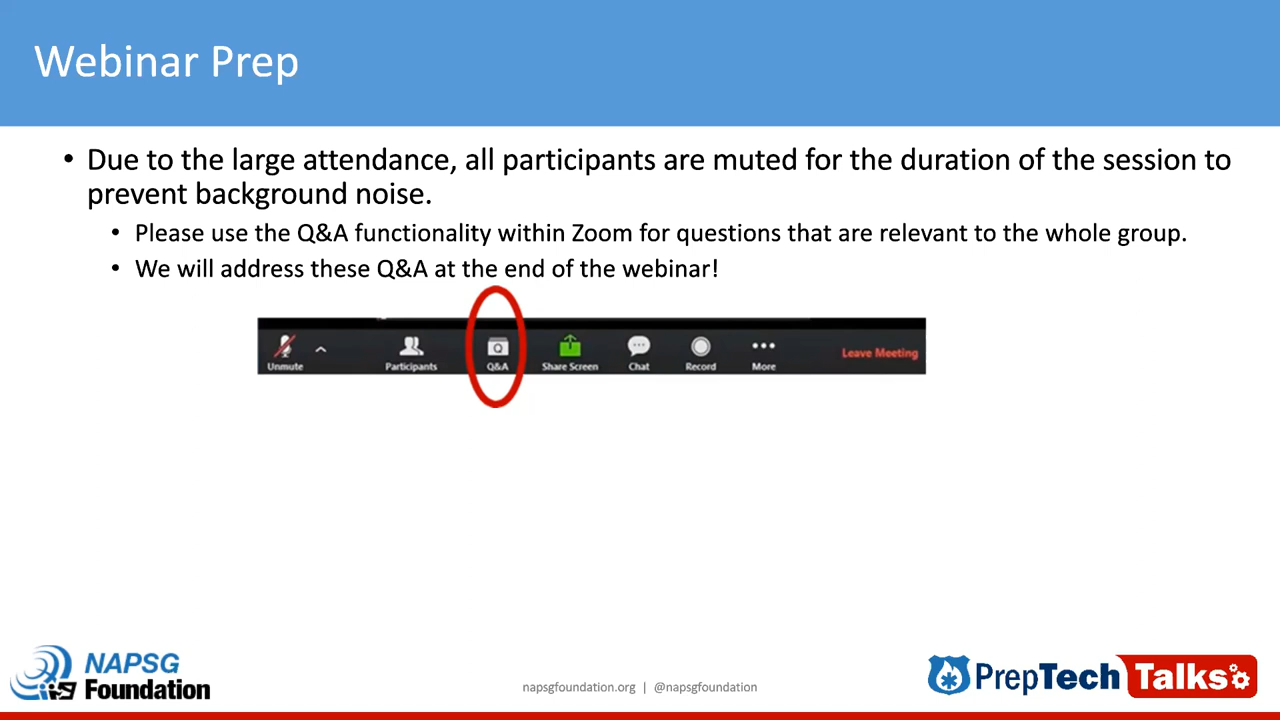 Webinar Prep
• Due to the large attendance, all participants are muted for the duration of the session to
prevent background noise.
• Please use the Q&A functionality within Zoom for questions that are relevant to the whole group.
• We will address these Q&A at the end of the webinar!
Unmute Participants Q&A Share Screen Chat Record More Leave Meeting
NAPSG
Foundation
napsgfoundation.org | @napsgfoundation
PrepTech Talks